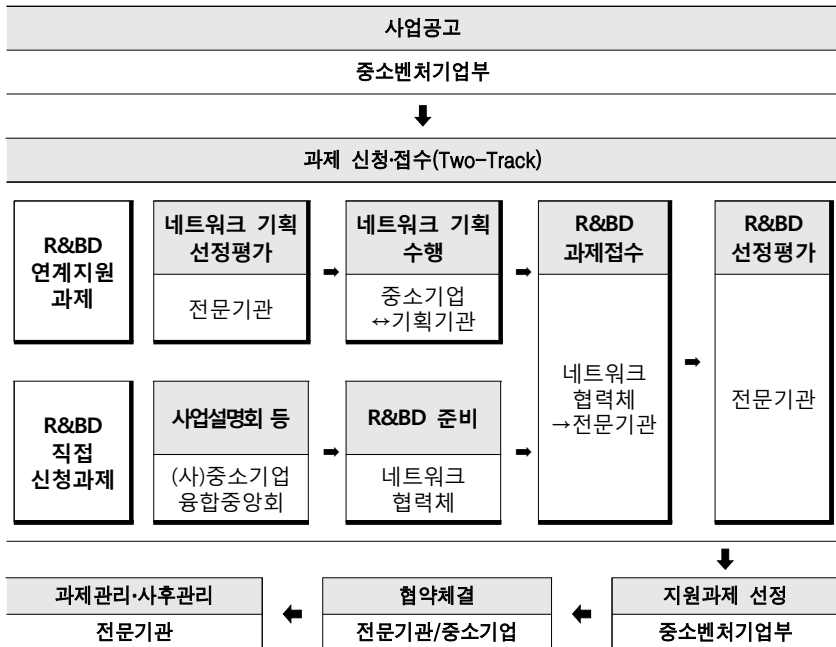 사업공고
중소벤처기업부
⬇
과제 신청·접수(Two-Track)
R&BD
연계지원
과제
네트워크 기획
선정평가
전문기관
➡
네트워크 기획
수행
중소기업
↔기획기관
➡
R&BD
직접
신청과제
사업설명회 등
(사)중소기업
융합중앙회
➡
R&BD 준비
네트워크
협력체
➡
R&BD
과제접수
네트워크
협력체
→전문기관
➡
R&BD
선정평가
전문기관
⬇
지원과제 선정
중소벤처기업부
⬅
협약체결
전문기관/중소기업
⬅
과제관리·사후관리
전문기관